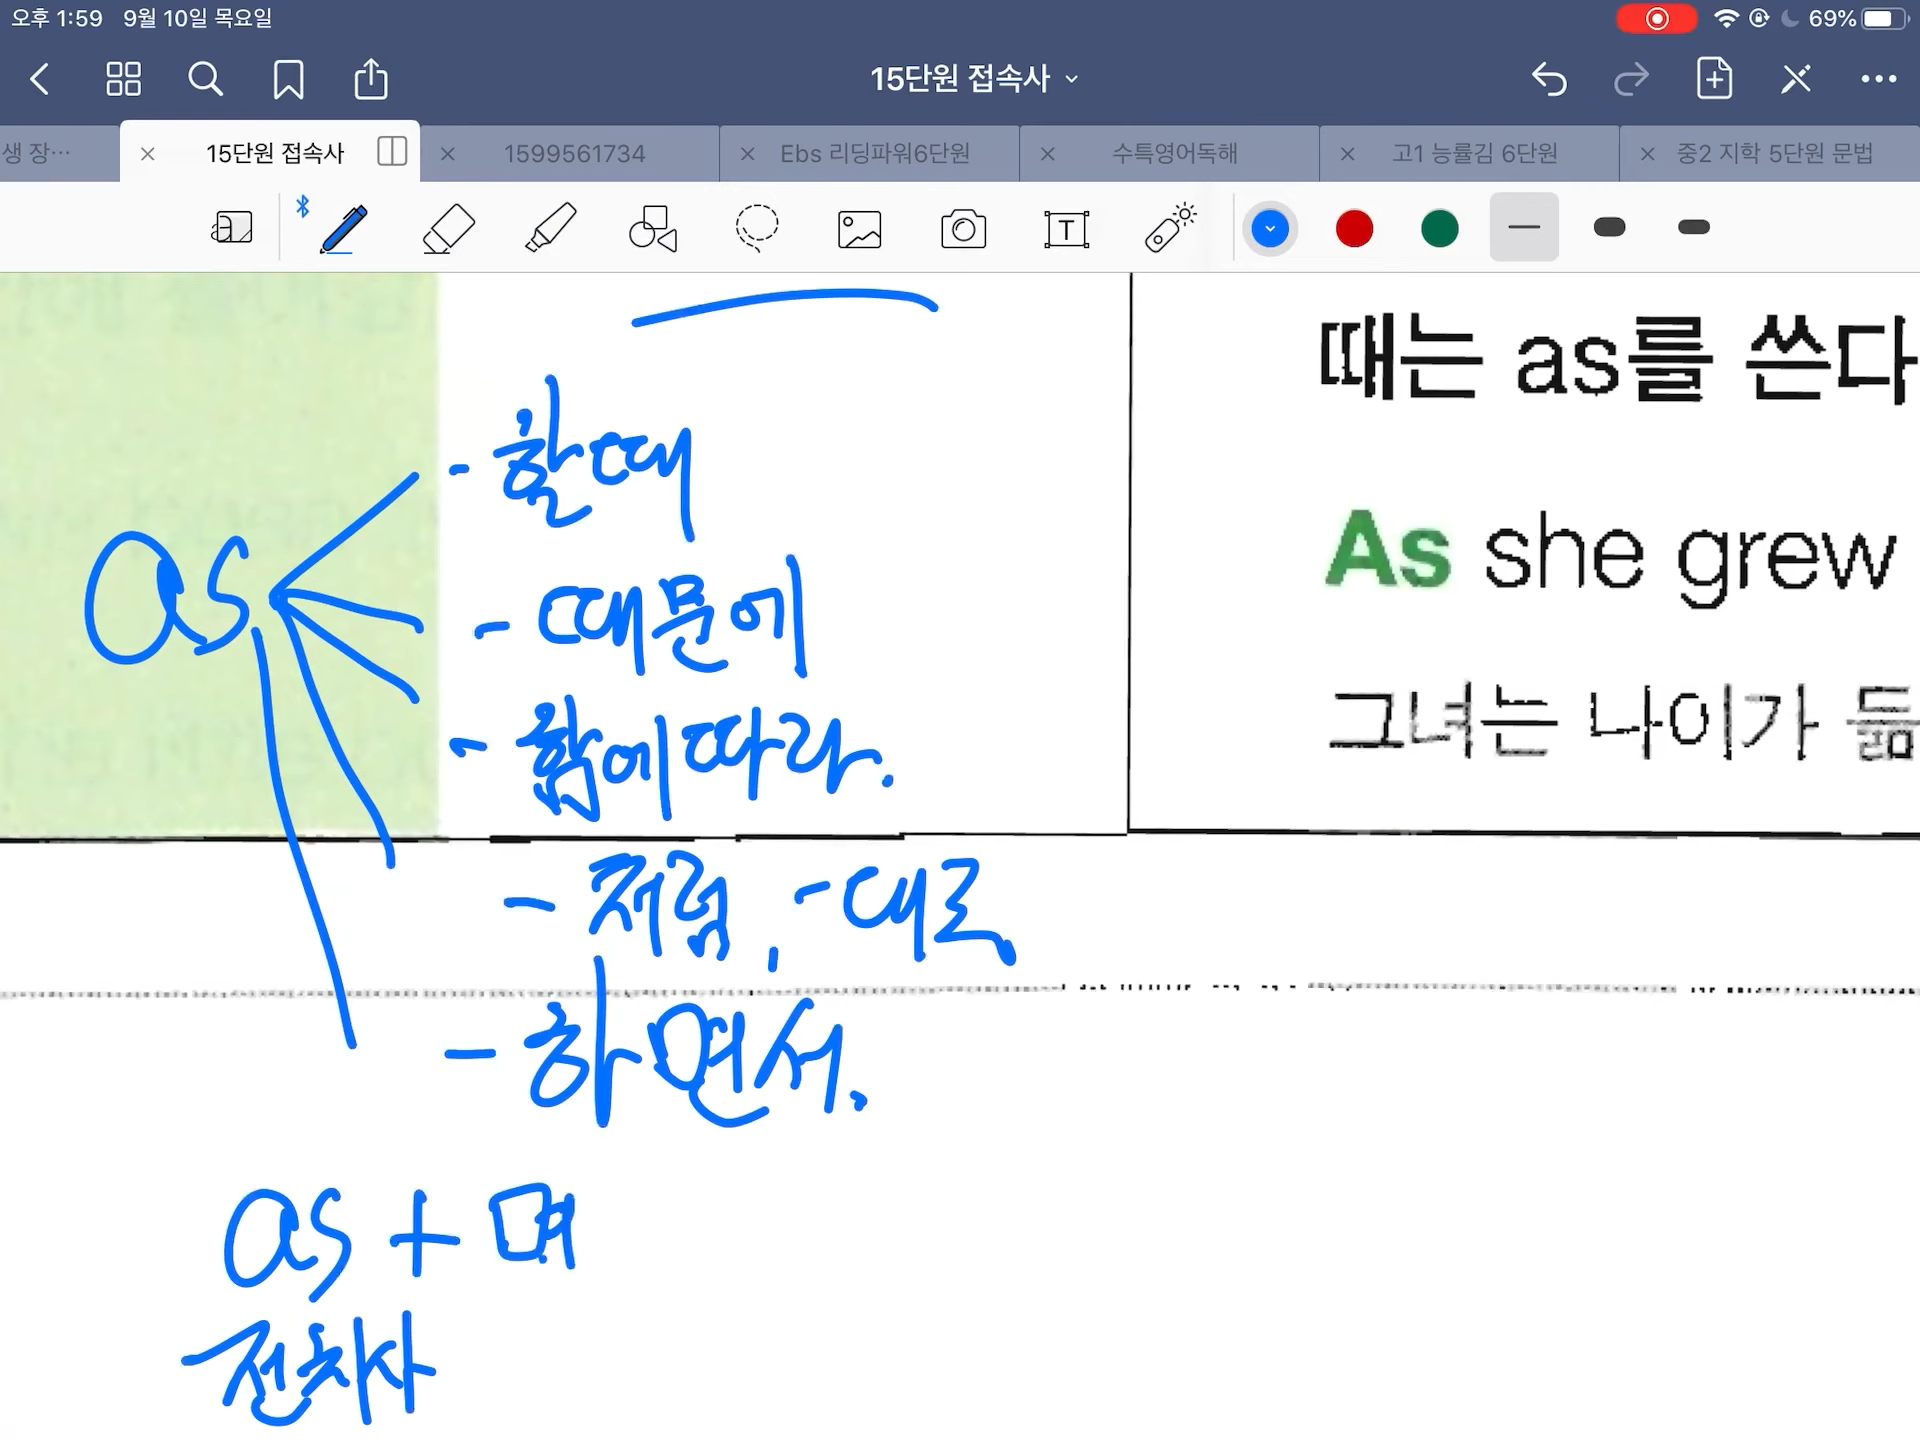 오후 1:59 9월 10일 목요일
69%
15단원 접속사
생 장…
15단원 접속사
1599561734
Ebs 리딩파워6단원
수특영어독해
고1 능률김 6단원
중2 지학 5단원 문법
T
때는 as를 쓴다
- 할때
As she grew
as
- 때문에
그녀는 나이가 듦
- 함에따라.
- 처럼, -대로
- 하면서.
as + 명
전치사